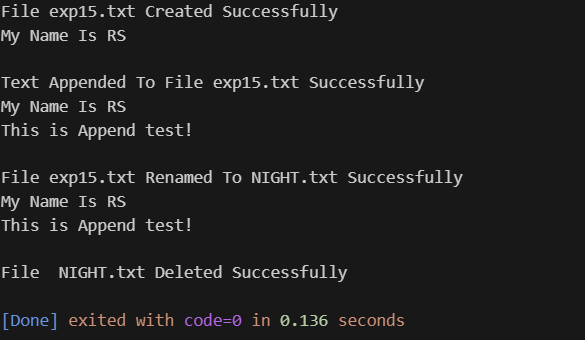 File exp15.txt Created Successfully
My Name Is RS
Text Appended To File exp15.txt Successfully
My Name Is RS
This is Append test!
File exp15.txt Renamed To NIGHT.txt Successfully
My Name Is RS
This is Append test!
File  NIGHT.txt Deleted Successfully
[Done] exited with code=0 in 0.136 seconds